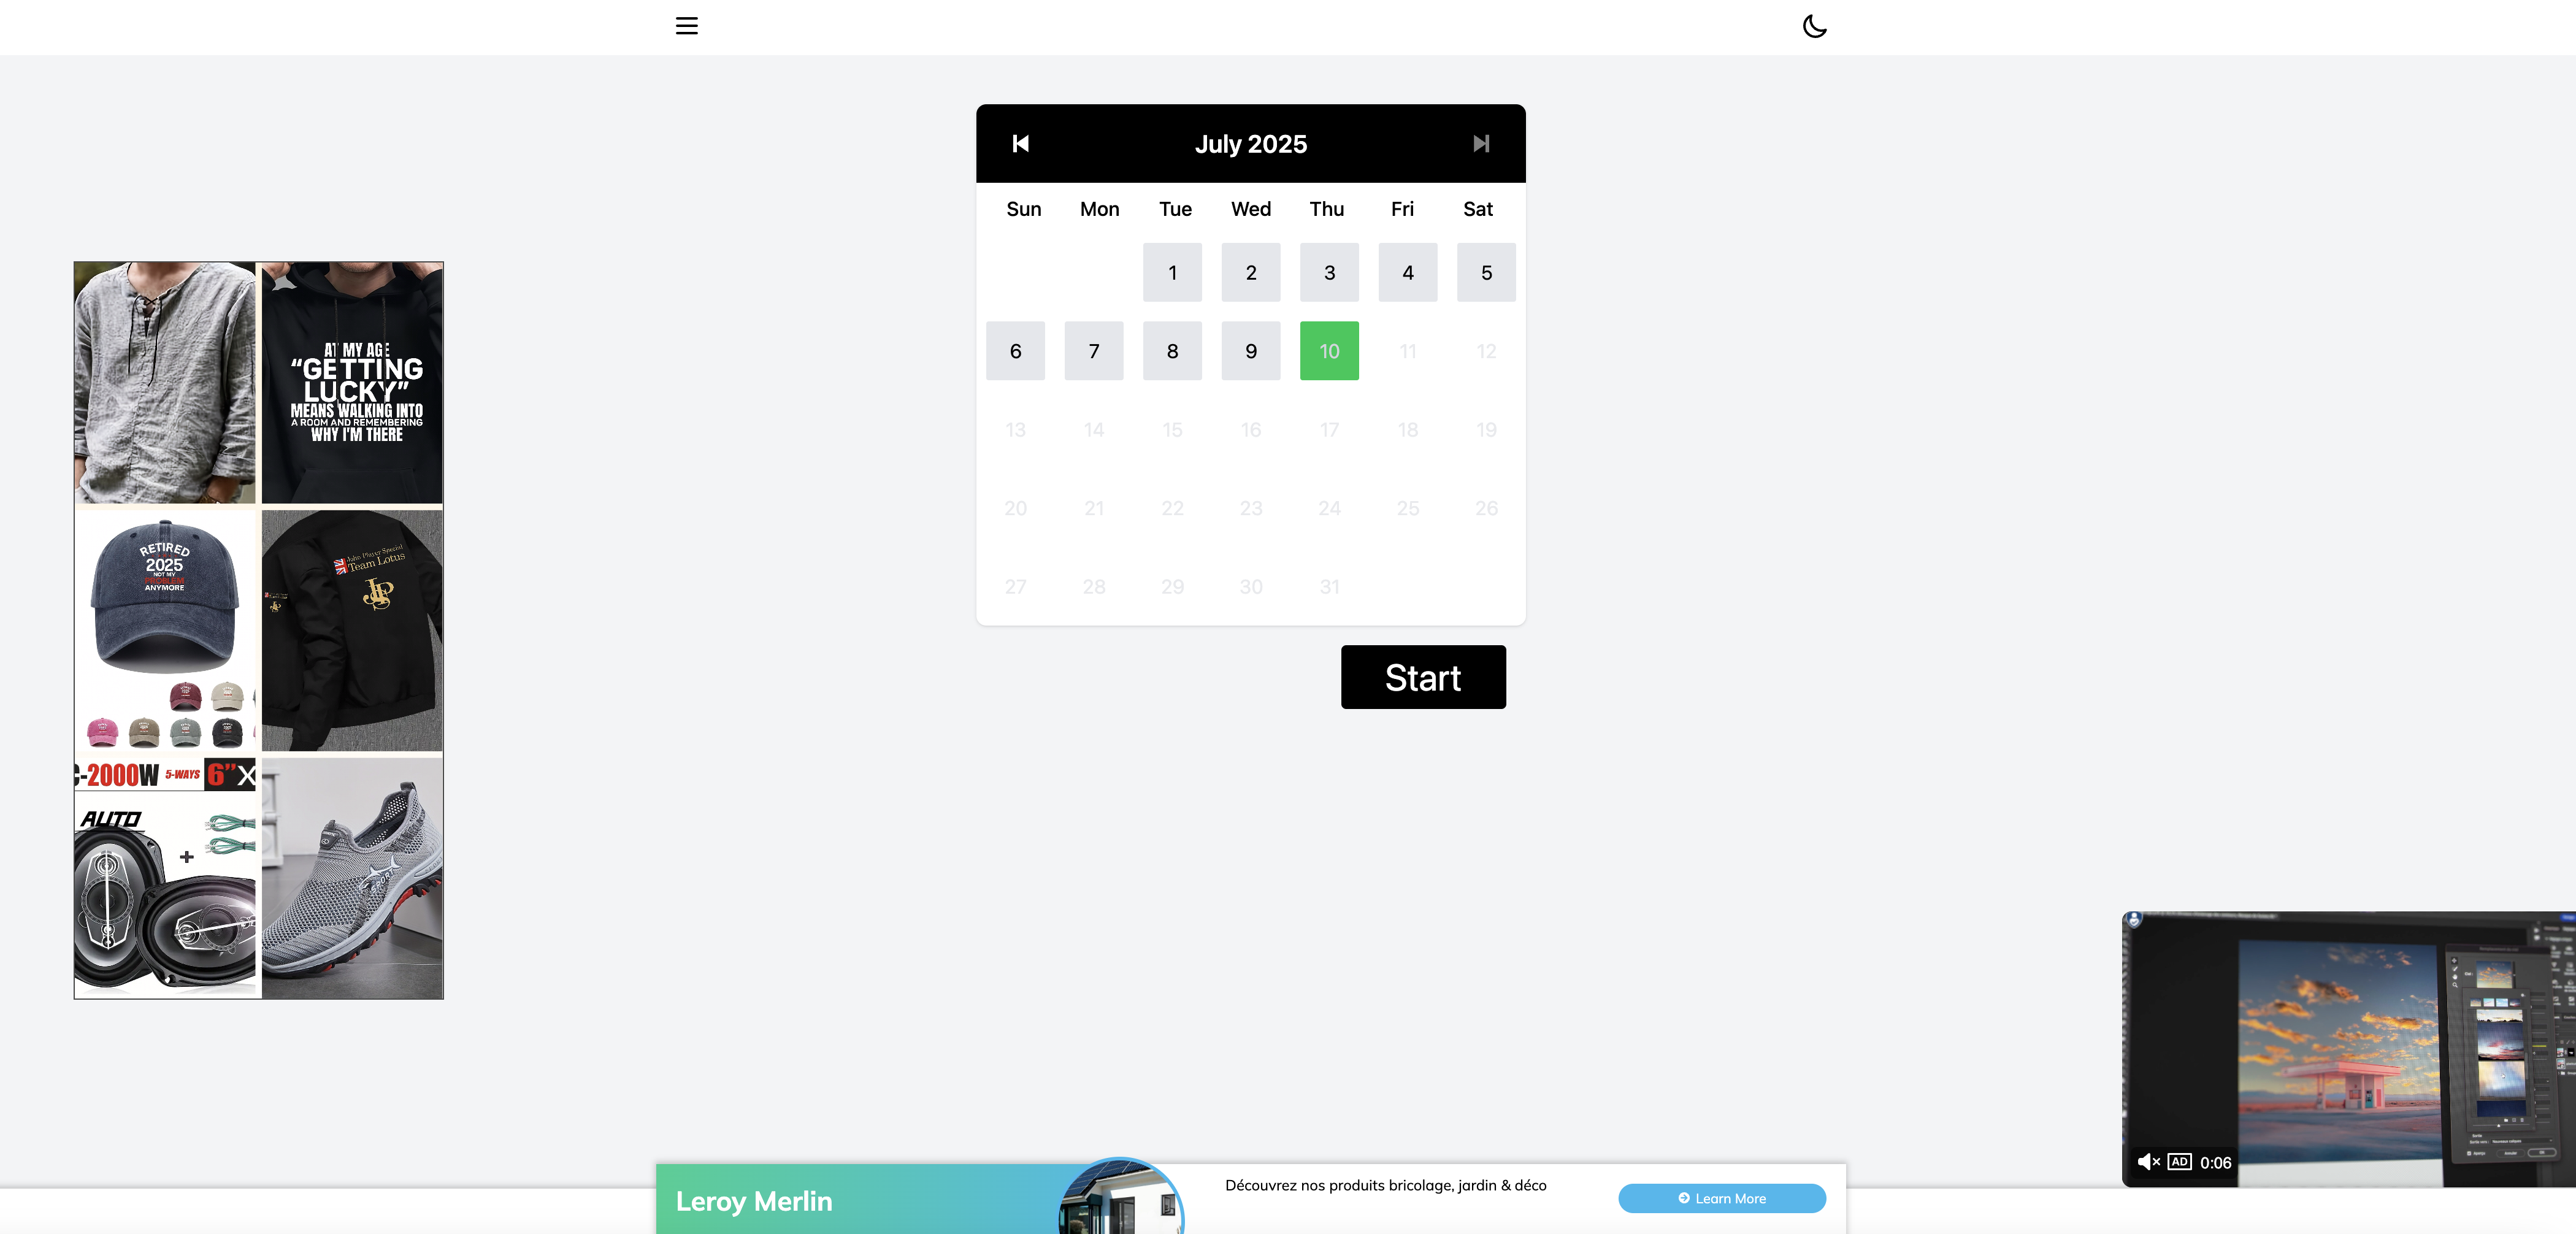 July 2025
Sun Mon Tue Wed Thu Fri Sat
1 2 3 4 5
6 7 8 9 10 11 12
13 14 15 16 17 18 19
20 21 22 23 24 25 26
27 28 29 30 31
Start
AT MY AGE
“GETTING
LUCKY”
MEANS WALKING INTO
A ROOM AND REMEMBERING
WHY I'M THERE
RETIRED
2025
NOT MY
PROBLEM
ANYMORE
John Player Special
Team Lotus
-2000W 5-WAYS 6”X
AUTO
+
SPORT
AD 0:06
Leroy Merlin
Découvrez nos produits bricolage, jardin & déco
Learn More